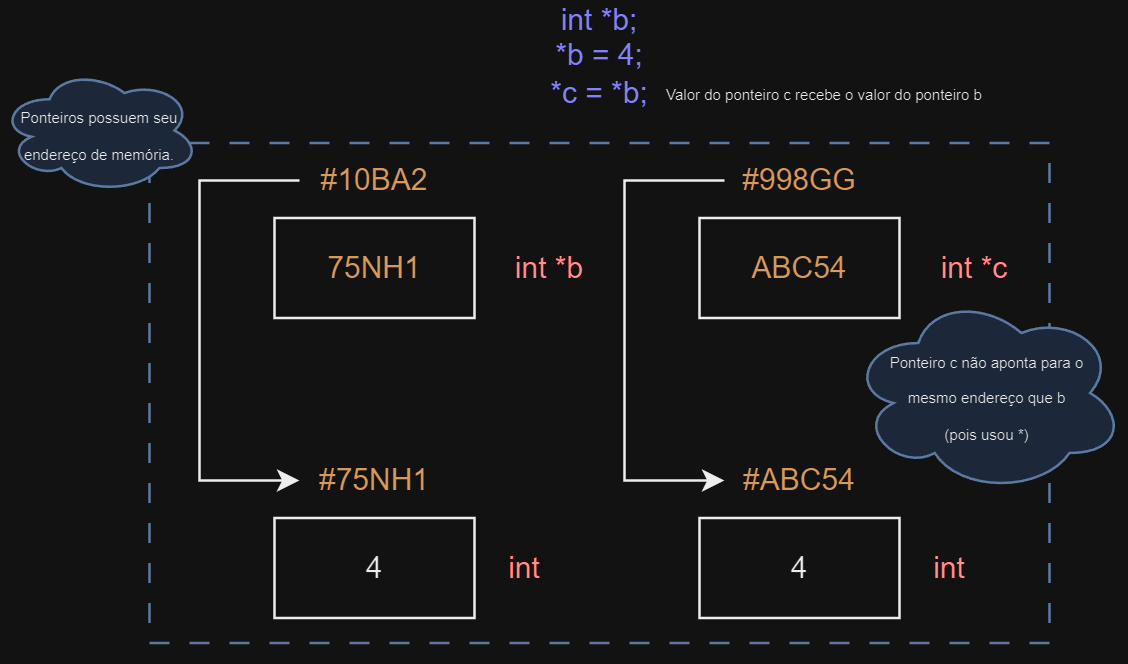 int *b;
*b = 4;
*c = *b;
Valor do ponteiro c recebe o valor do ponteiro b
Ponteiros possuem seu
endereço de memória.
#10BA2
#998GG
75NH1
int *b
ABC54
int *c
Ponteiro c não aponta para o
mesmo endereço que b
(pois usou *)
#75NH1
#ABC54
4
int
4
int